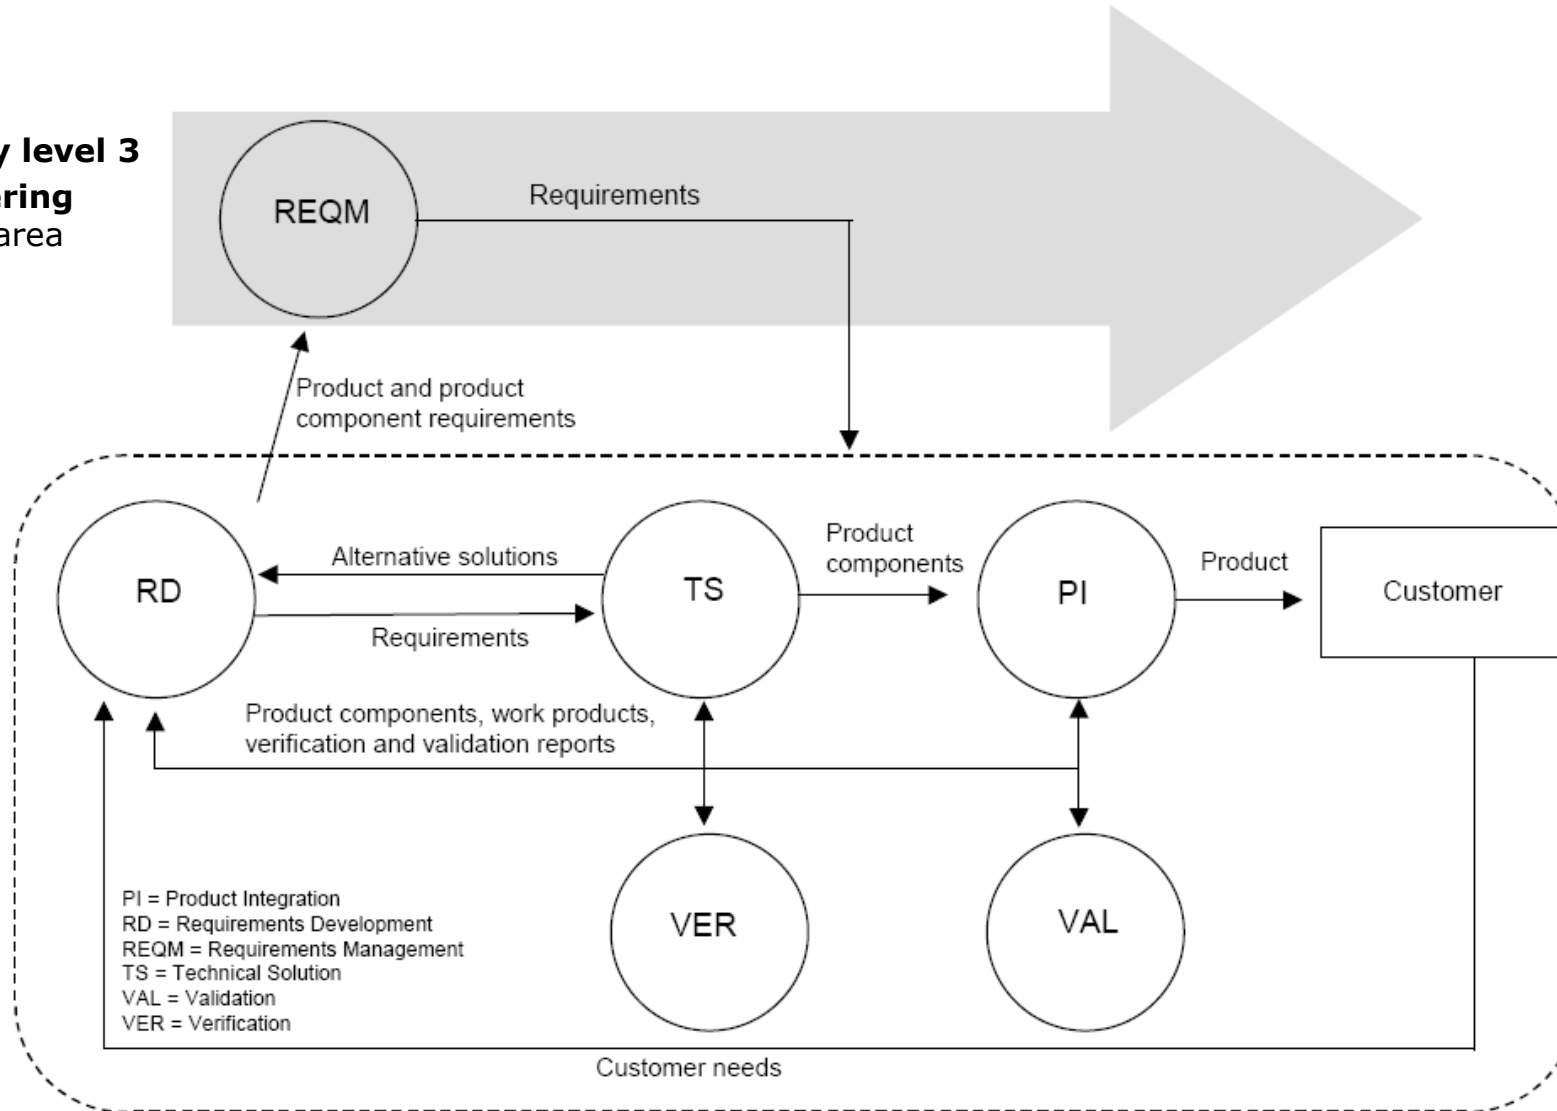 y level 3
ering
area
REQM
Requirements
Product and product
component requirements
RD
Alternative solutions
Requirements
TS
Product
components
PI
Product
Customer
Product components, work products,
verification and validation reports
VER
VAL
PI = Product Integration
RD = Requirements Development
REQM = Requirements Management
TS = Technical Solution
VAL = Validation
VER = Verification
Customer needs